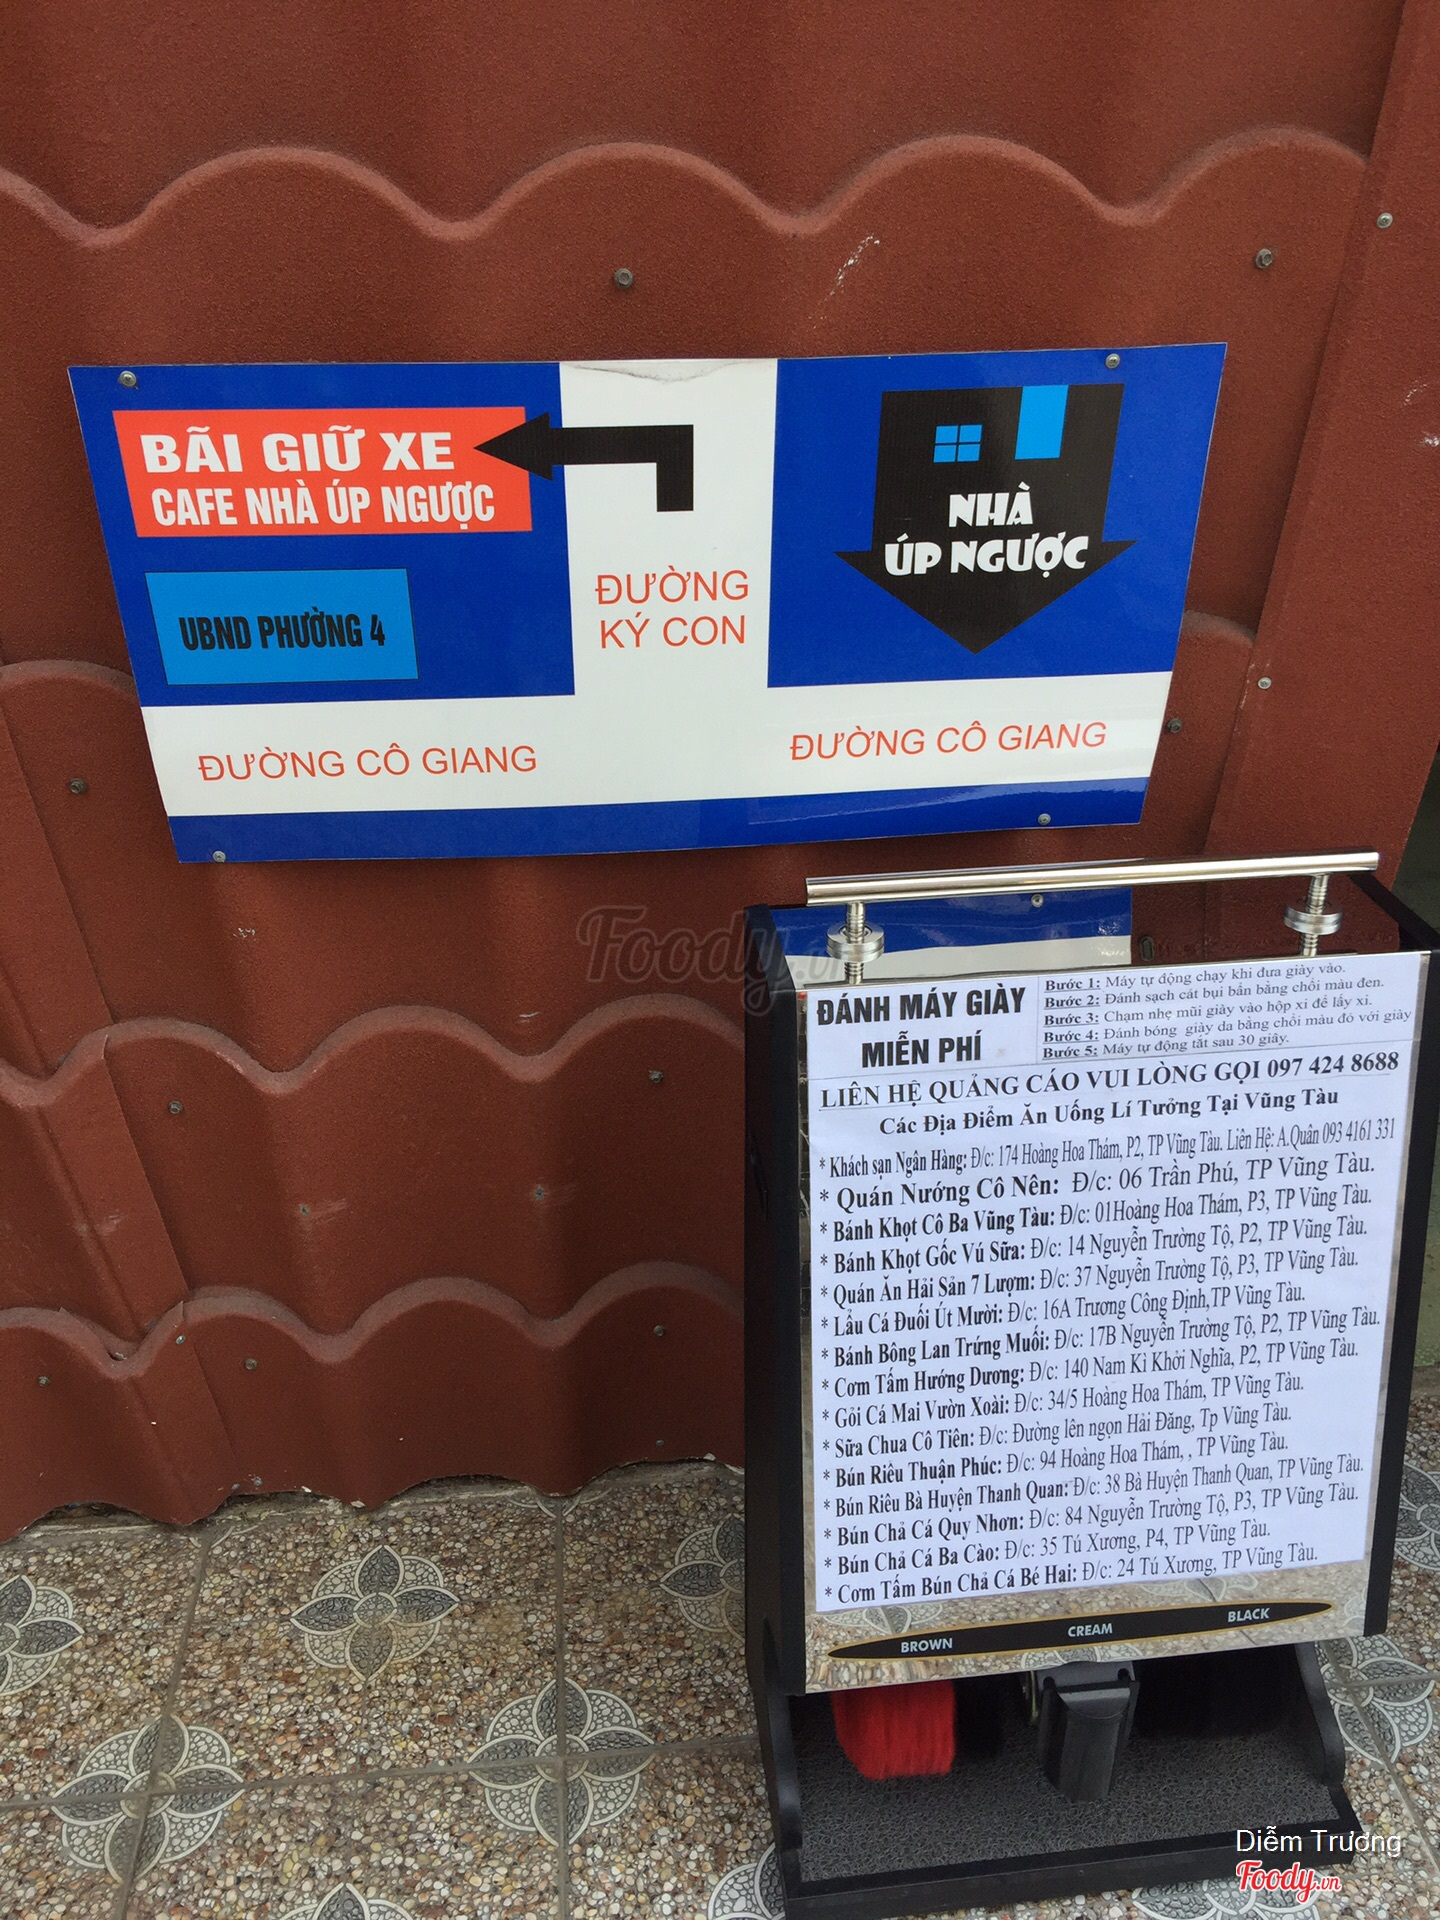 BÃI GIỮ XE
CAFE NHÀ ÚP NGƯỢC
UBND PHƯỜNG 4
ĐƯỜNG
KÝ CON
NHÀ
ÚP NGƯỢC
ĐƯỜNG CÔ GIANG
ĐƯỜNG CÔ GIANG
Foody.vn
ĐÁNH MÁY GIÀY
MIỄN PHÍ
Bước 1: Máy tự động chạy khi đưa giày vào.
Bước 2: Đánh sạch cát bụi bẩn bằng chổi màu đen.
Bước 3: Chạm nhẹ mũi giày vào hộp xi để lấy xi.
Bước 4: Đánh bóng giày da bằng chổi màu đỏ với giày
Bước 5: Máy tự động tắt sau 30 giây.
LIÊN HỆ QUẢNG CÁO VUI LÒNG GỌI 097 424 8688
Các Địa Điểm Ăn Uống Lí Tưởng Tại Vũng Tàu
* Khách sạn Ngân Hàng: Đ/c: 174 Hoàng Hoa Thám, P2, TP Vũng Tàu. Liên Hệ: A.Quân 093 4161 331
* Quán Nướng Cô Nên: Đ/c: 06 Trần Phú, TP Vũng Tàu.
* Bánh Khọt Cô Ba Vũng Tàu: Đ/c: 01Hoàng Hoa Thám, P3, TP Vũng Tàu.
* Bánh Khọt Gốc Vú Sữa: Đ/c: 14 Nguyễn Trường Tộ, P2, TP Vũng Tàu.
* Quán Ăn Hải Sản 7 Lượm: Đ/c: 37 Nguyễn Trường Tộ, P3, TP Vũng Tàu.
* Lẩu Cá Đuối Út Mười: Đ/c: 16A Trương Công Định,TP Vũng Tàu.
* Bánh Bông Lan Trứng Muối: Đ/c: 17B Nguyễn Trường Tộ, P2, TP Vũng Tàu.
* Cơm Tấm Hướng Dương: Đ/c: 140 Nam Kì Khởi Nghĩa, P2, TP Vũng Tàu.
* Gỏi Cá Mai Vườn Xoài: Đ/c: 34/5 Hoàng Hoa Thám, TP Vũng Tàu.
* Sữa Chua Cô Tiên: Đ/c: Đường lên ngọn Hải Đăng, Tp Vũng Tàu.
* Bún Riêu Thuận Phúc: Đ/c: 94 Hoàng Hoa Thám, , TP Vũng Tàu.
* Bún Riêu Bà Huyện Thanh Quan: Đ/c: 38 Bà Huyện Thanh Quan, TP Vũng Tàu.
* Bún Chả Cá Quy Nhơn: Đ/c: 84 Nguyễn Trường Tộ, P3, TP Vũng Tàu.
* Bún Chả Cá Ba Cào: Đ/c: 35 Tú Xương, P4, TP Vũng Tàu.
* Cơm Tấm Bún Chả Cá Bé Hai: Đ/c: 24 Tú Xương, TP Vũng Tàu.
BROWN CREAM BLACK
Diễm Trương
Foody.vn